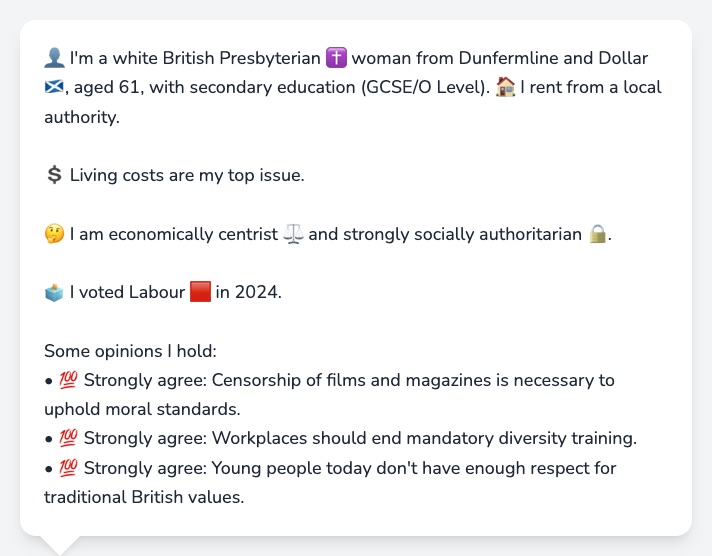 👤 I'm a white British Presbyterian ✝️ woman from Dunfermline and Dollar
🏴󠁧󠁢󠁳󠁣󠁴󠁿, aged 61, with secondary education (GCSE/O Level). 🏠 I rent from a local
authority.
💲 Living costs are my top issue.
🤔 I am economically centrist ⚖️ and strongly socially authoritarian 🔒.
🗳️ I voted Labour 🟥 in 2024.
Some opinions I hold:
• 💯 Strongly agree: Censorship of films and magazines is necessary to
uphold moral standards.
• 💯 Strongly agree: Workplaces should end mandatory diversity training.
• 💯 Strongly agree: Young people today don't have enough respect for
traditional British values.